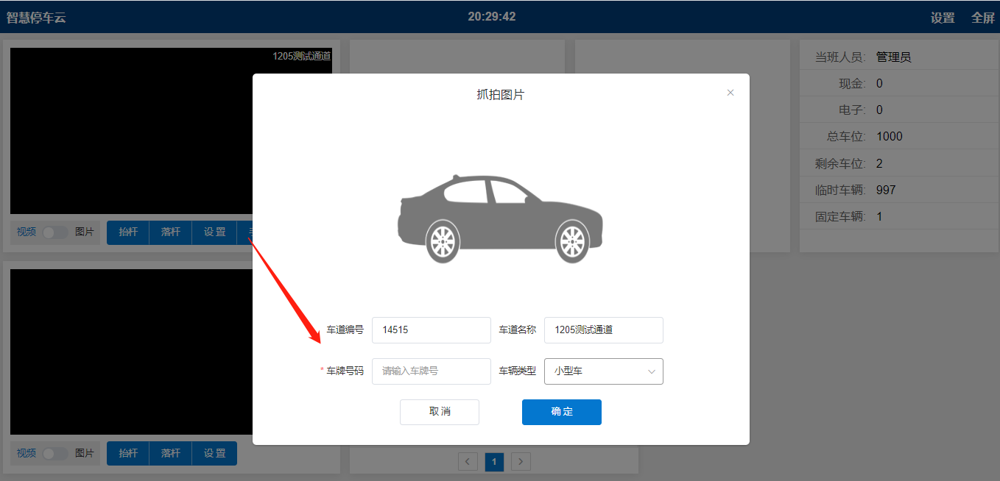 智慧停车云
20:29:42
设置 全屏
1205测试通道
视频 图片 抬杆 落杆 设置
抓拍图片
×
车道编号 14515 车道名称 1205测试通道
* 车牌号码 请输入车牌号 车辆类型 小型车
取消 确定
当班人员: 管理员
现金: 0
电子: 0
总车位: 1000
剩余车位: 2
临时车辆: 997
固定车辆: 1
视频 图片 抬杆 落杆 设置
< 1 >